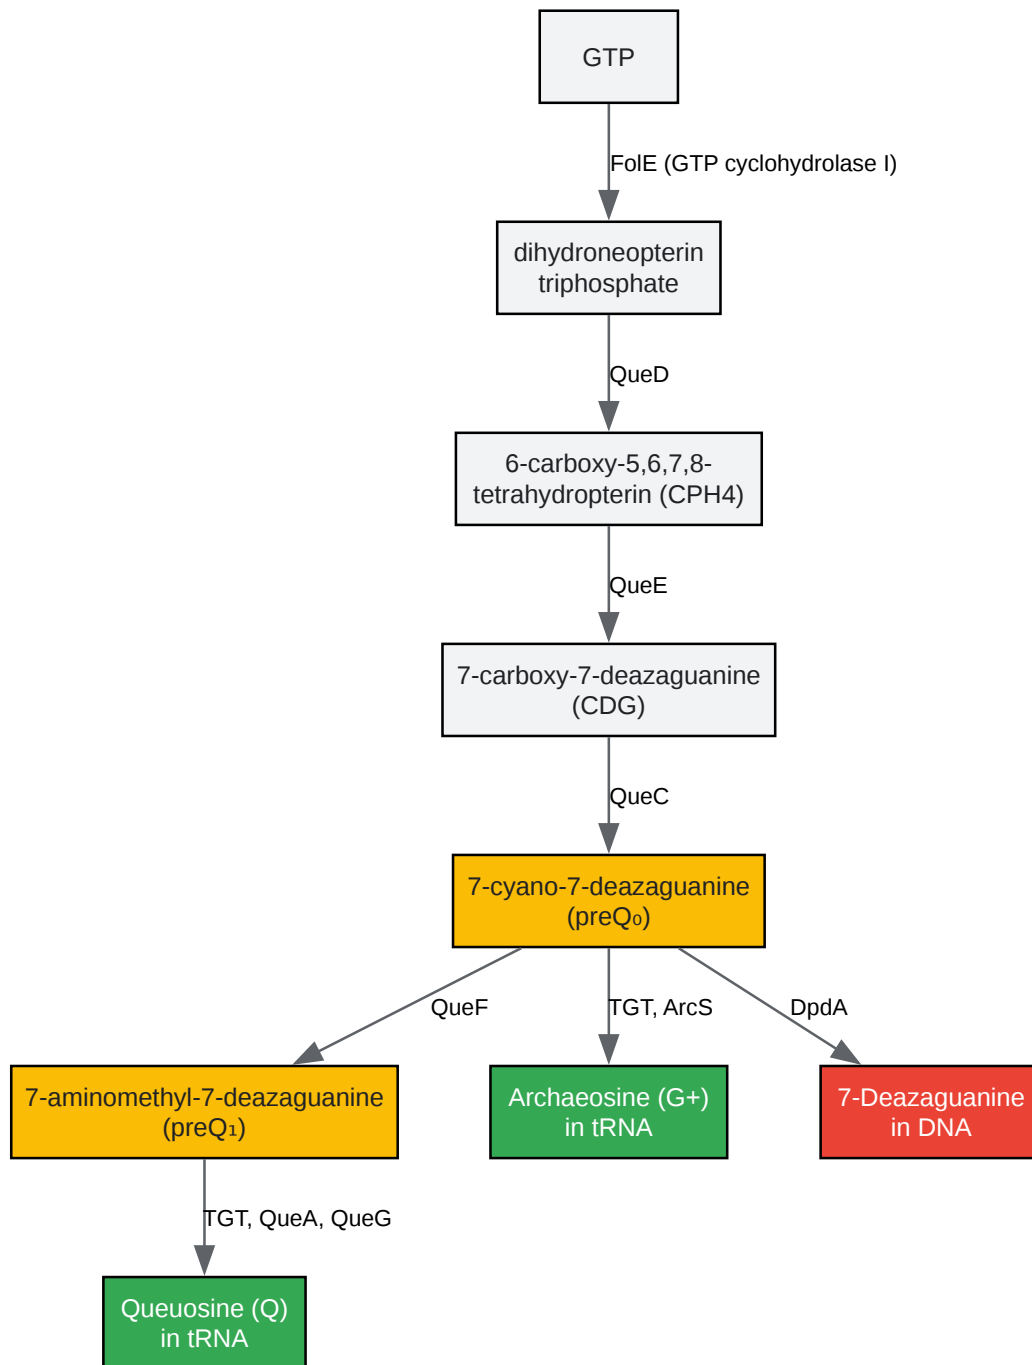 GTP
FolE (GTP cyclohydrolase I)
dihydroneopterin
triphosphate
QueD
6-carboxy-5,6,7,8-
tetrahydropterin (CPH4)
QueE
7-carboxy-7-deazaguanine
(CDG)
QueC
7-cyano-7-deazaguanine
(preQ₀)
QueF
TGT, ArcS
DpdA
7-aminomethyl-7-deazaguanine
(preQ₁)
Archaeosine (G+)
in tRNA
7-Deazaguanine
in DNA
TGT, QueA, QueG
Queuosine (Q)
in tRNA